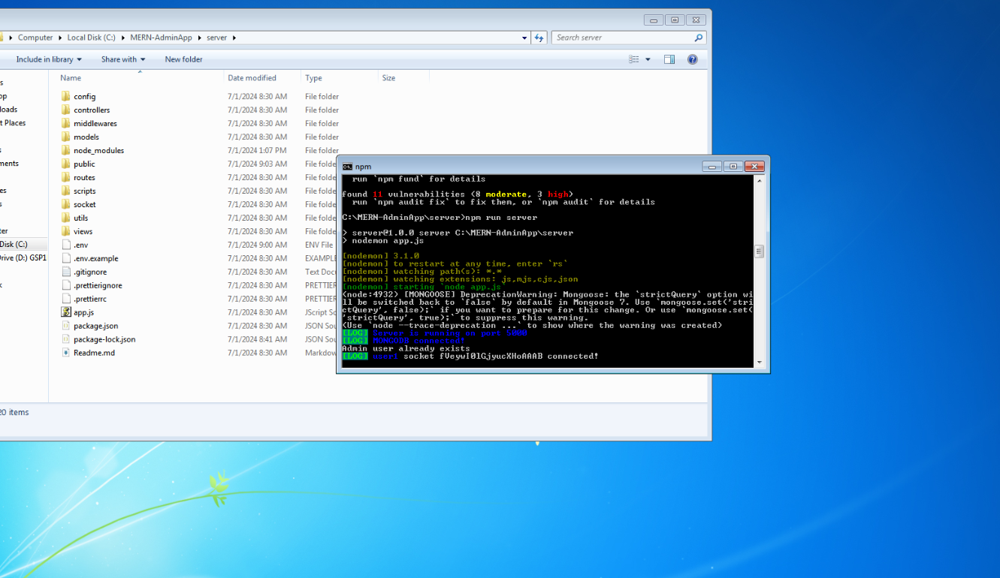 Computer ▸ Local Disk (C:) ▸ MERN-AdminApp ▸ server ▸
Search server
Include in library
Share with
New folder
Name Date modified Type Size
config 7/1/2024 8:30 AM File folder
controllers 7/1/2024 8:30 AM File folder
middlewares 7/1/2024 8:30 AM File folder
models 7/1/2024 8:30 AM File folder
node_modules 7/1/2024 1:07 PM File folder
public 7/1/2024 9:03 AM File folde
routes 7/1/2024 8:30 AM File folde
scripts 7/1/2024 8:30 AM File folde
socket 7/1/2024 8:30 AM File folde
utils 7/1/2024 8:30 AM File folde
views 7/1/2024 8:30 AM File folde
.env 7/1/2024 9:00 AM ENV File
.env.example 7/1/2024 8:30 AM EXAMPL
.gitignore 7/1/2024 8:30 AM Text Docu
.prettierignore 7/1/2024 8:30 AM PRETTIER
.prettierrc 7/1/2024 8:30 AM PRETTIER
app.js 7/1/2024 8:30 AM JScript Sc
package.json 7/1/2024 8:30 AM JSON Sou
package-lock.json 7/1/2024 8:41 AM JSON Sou
Readme.md 7/1/2024 8:30 AM Markdow
s
op
loads
t Places
s
ments
es
s
ter
Disk (C:)
Drive (D:) GSP1
k
20 items
npm
run `npm fund` for details
found 11 vulnerabilities (8 moderate, 3 high)
run `npm audit fix` to fix them, or `npm audit` for details
C:\MERN-AdminApp\server>npm run server
> server@1.0.0 server C:\MERN-AdminApp\server
> nodemon app.js
[nodemon] 3.1.0
[nodemon] to restart at any time, enter `rs`
[nodemon] watching path(s): *.*
[nodemon] watching extensions: js,mjs,cjs,json
[nodemon] starting `node app.js`
(node:4932) [MONGOOSE] DeprecationWarning: Mongoose: the `strictQuery` option wi
ll be switched back to `false` by default in Mongoose 7. Use `mongoose.set('stri
ctQuery', false);` if you want to prepare for this change. Or use `mongoose.set(
'strictQuery', true);` to suppress this warning.
(Use `node --trace-deprecation ...` to show where the warning was created)
[LOG] Server is running on port 5000
[LOG] MONGODB connected!
Admin user already exists
[LOG] user1 socket fVeywI0lGjyucXHoAAAB connected!